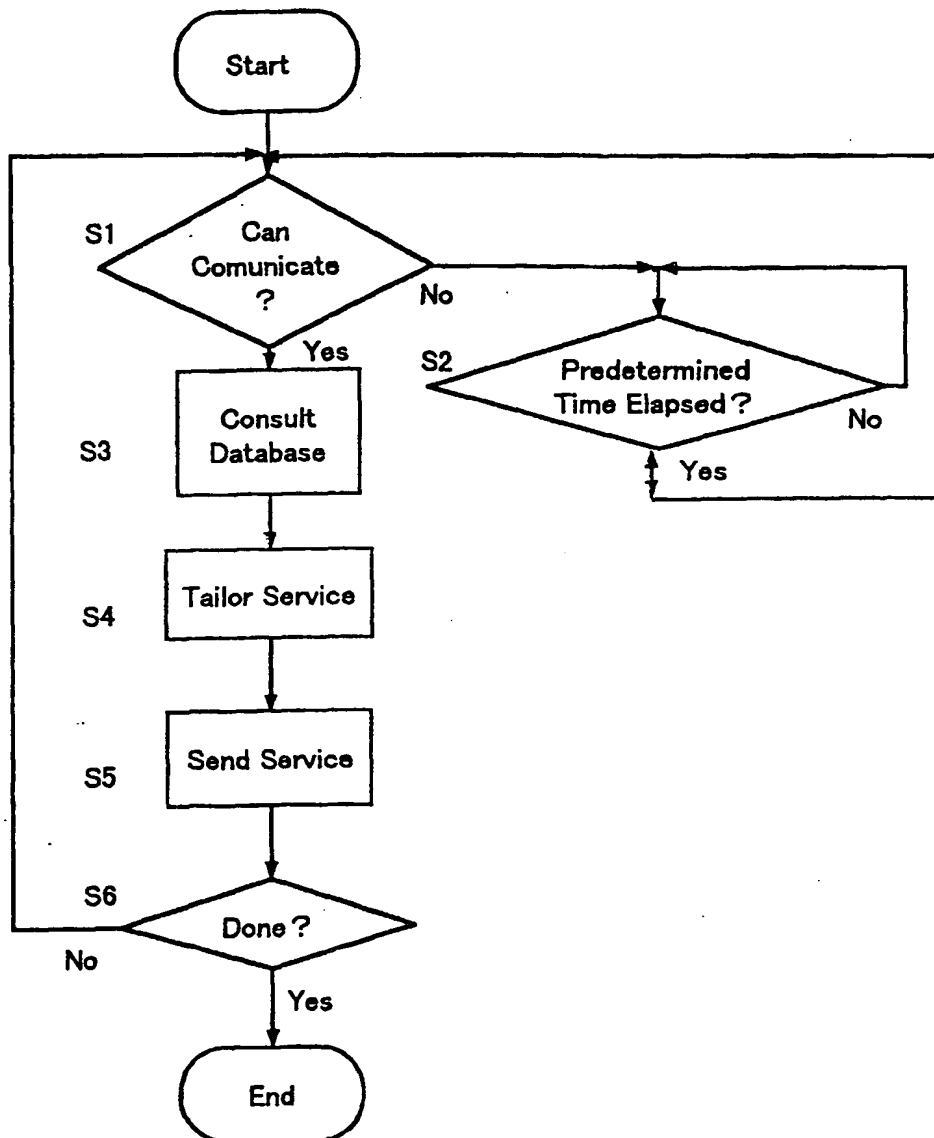 Start
S1
Can
Comunicate
?
No
Yes
S2
Predetermined
Time Elapsed?
No
Yes
S3
Consult
Database
S4
Tailor Service
S5
Send Service
S6
Done?
No
Yes
End